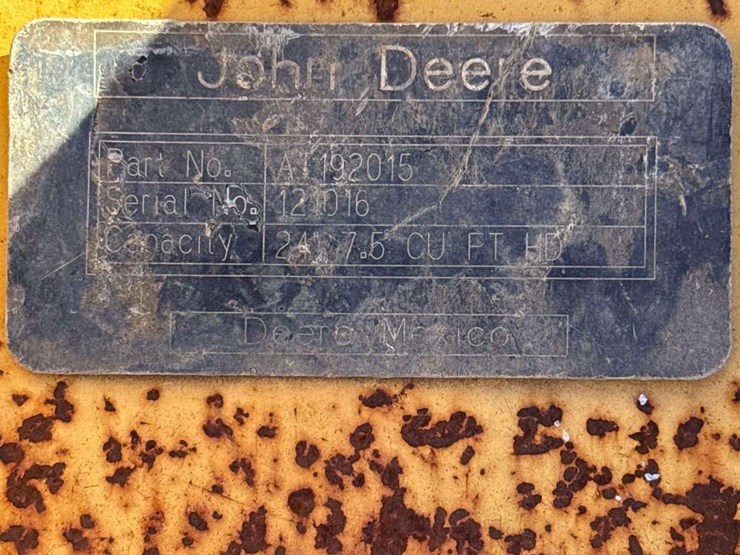 John Deere
Part No. AT192015
Serial No. 121016
Capacity 24" 7.5 CU FT HD
Deere Mexico